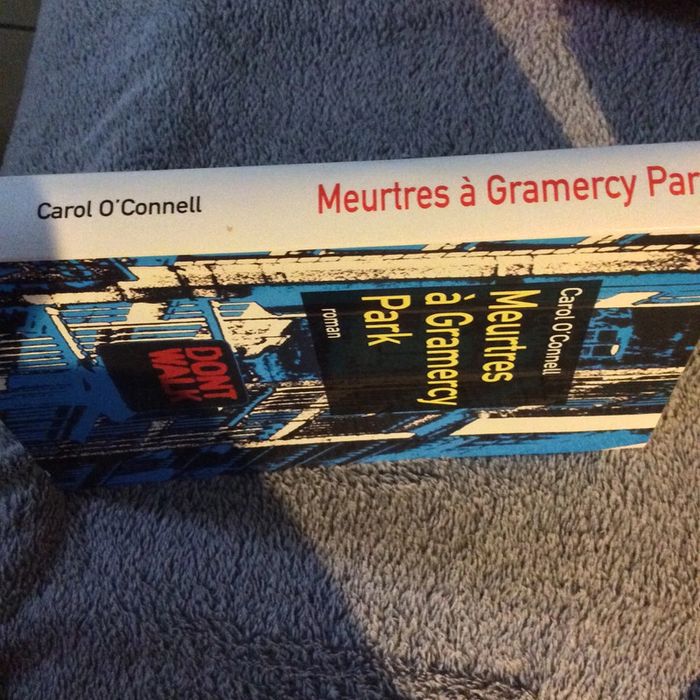 Carol O'Connell
Meurtres à Gramercy Par
Carol O'Connell
Meurtres
à Gramercy
Park
roman
DONT
WALK